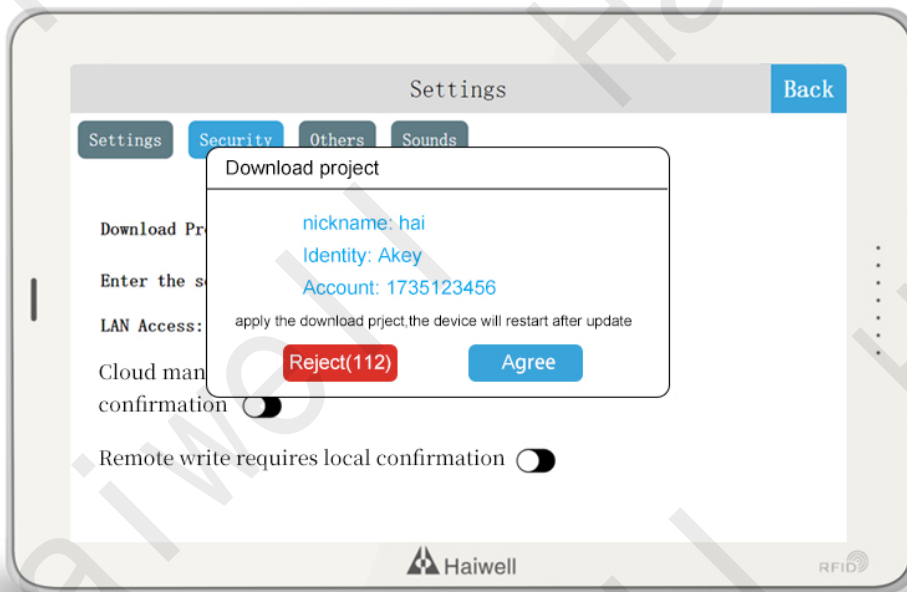 Settings
Back
Settings
Security
Others
Sounds
Download project
Download Pr
nickname: hai
Identity: Akey
Enter the s
Account: 1735123456
LAN Access:
apply the download prject,the device will restart after update
Cloud man
Reject(112)
Agree
confirmation
Remote write requires local confirmation
Haiwell
RFID
Haiwell